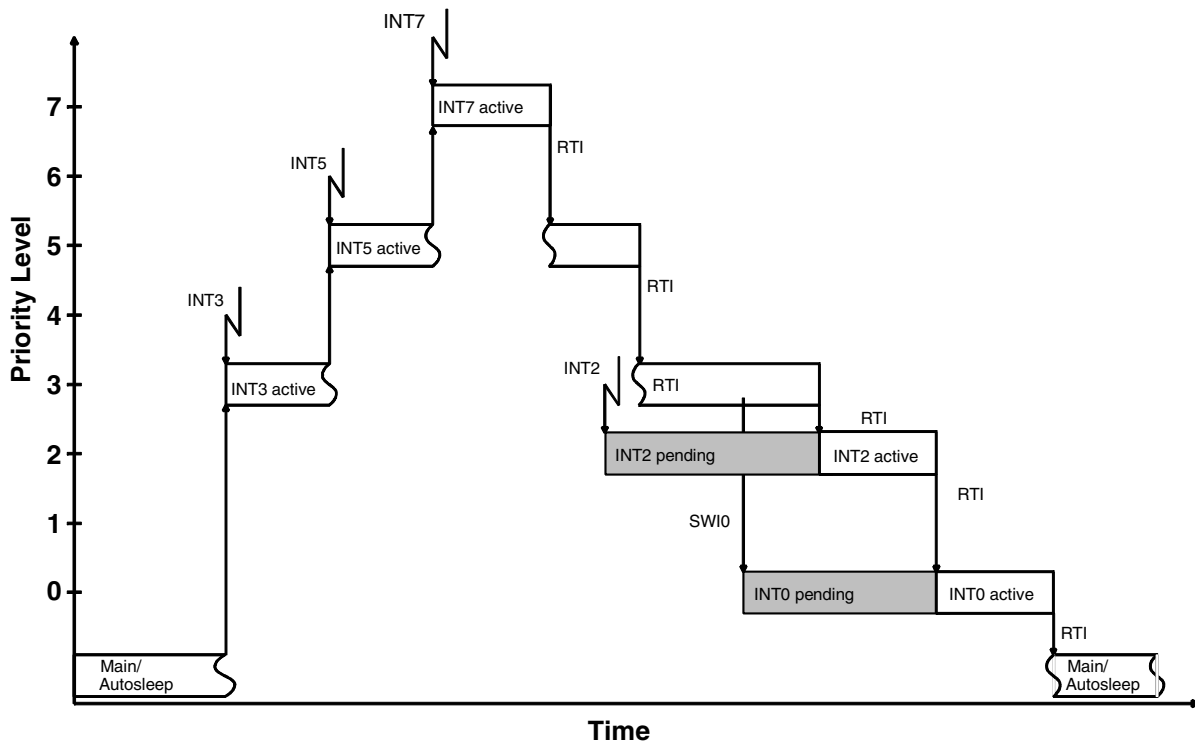 INT7
7
INT7 active
INT5
RTI
6
5
INT5 active
INT3
RTI
4
INT2
3
INT3 active
RTI
RTI
2
INT2 pending
INT2 active
RTI
1
SWI0
0
INT0 pending
INT0 active
RTI
Main/
Autosleep
Main/
Autosleep
Priority Level
Time